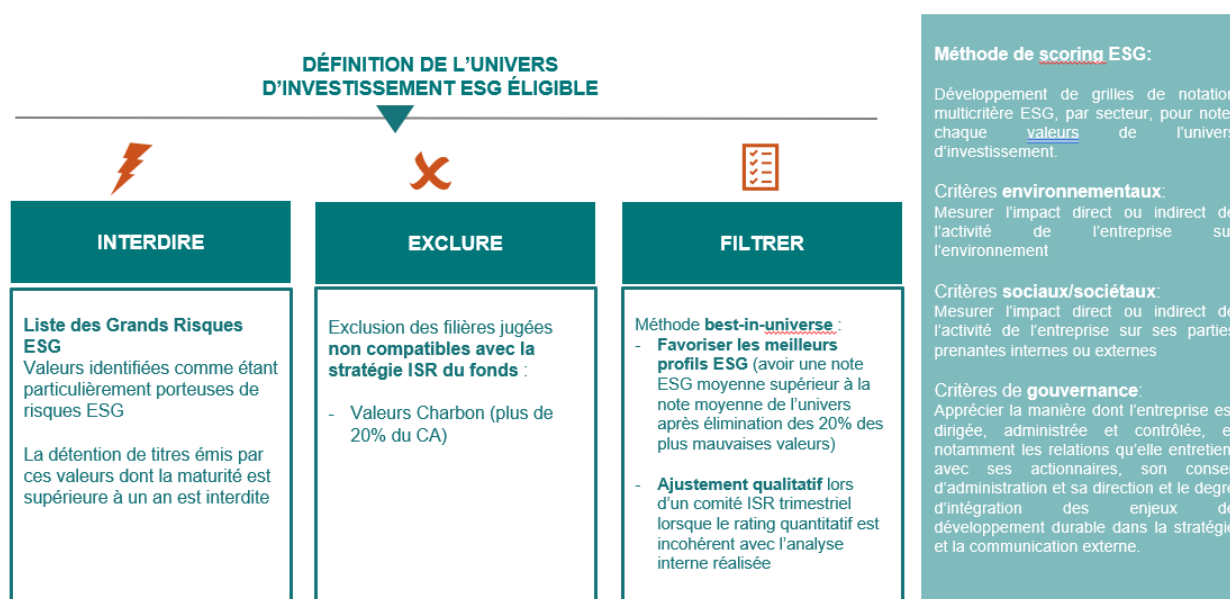 DÉFINITION DE L'UNIVERS
D'INVESTISSEMENT ESG ÉLIGIBLE
INTERDIRE
Liste des Grands Risques
ESG
Valeurs identifiées comme étant
particulièrement porteuses de
risques ESG
La détention de titres émis par
ces valeurs dont la maturité est
supérieure à un an est interdite
EXCLURE
Exclusion des filières jugées
non compatibles avec la
stratégie ISR du fonds :
- Valeurs Charbon (plus de
20% du CA)
FILTRER
Méthode best-in-universe :
- Favoriser les meilleurs
profils ESG (avoir une note
ESG moyenne supérieur à la
note moyenne de l'univers
après élimination des 20% des
plus mauvaises valeurs)
- Ajustement qualitatif lors
d'un comité ISR trimestriel
lorsque le rating quantitatif est
incohérent avec l'analyse
interne réalisée
Méthode de scoring ESG:
Développement de grilles de notation
multicritère ESG, par secteur, pour note
chaque valeurs de l'univers
d'investissement.
Critères environnementaux:
Mesurer l'impact direct ou indirect de
l'activité de l'entreprise su
l'environnement
Critères sociaux/sociétaux:
Mesurer l'impact direct ou indirect de
l'activité de l'entreprise sur ses parties
prenantes internes ou externes
Critères de gouvernance:
Apprécier la manière dont l'entreprise es
dirigée, administrée et contrôlée, e
notamment les relations qu'elle entretien
avec ses actionnaires, son consei
d'administration et sa direction et le degré
d'intégration des enjeux de
développement durable dans la stratégie
et la communication externe.